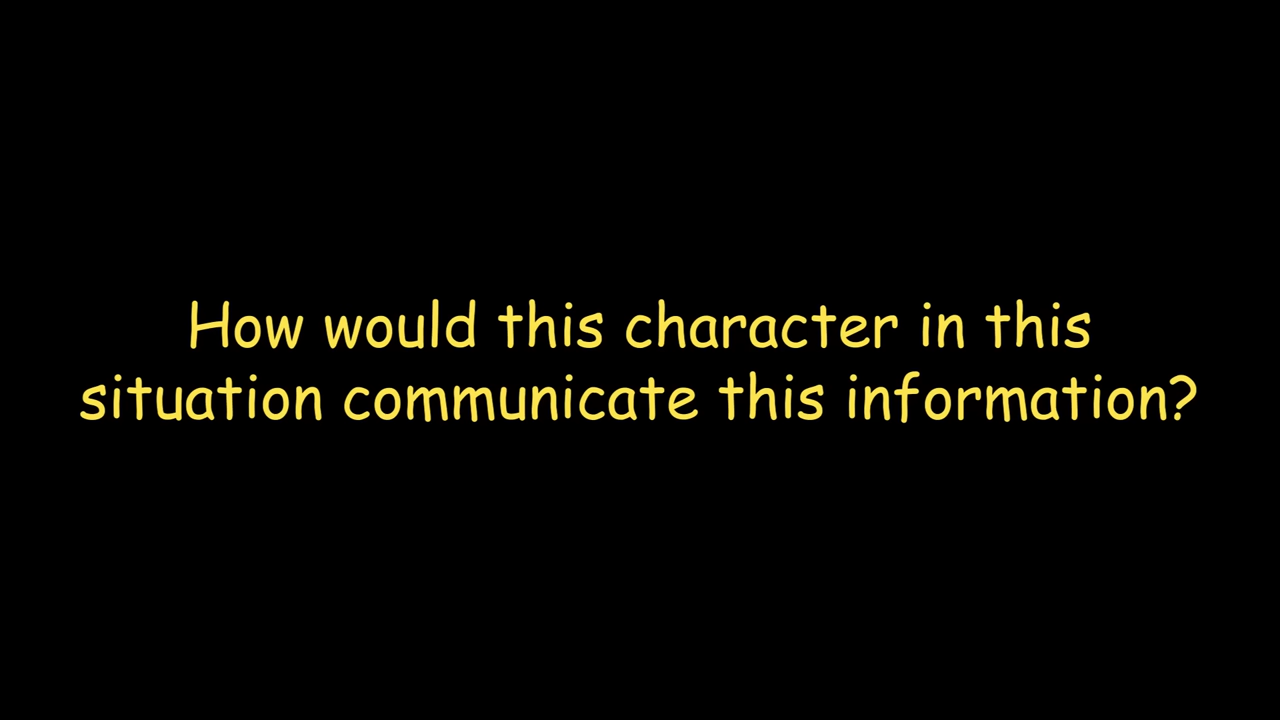 How would this character in this
situation communicate this information?